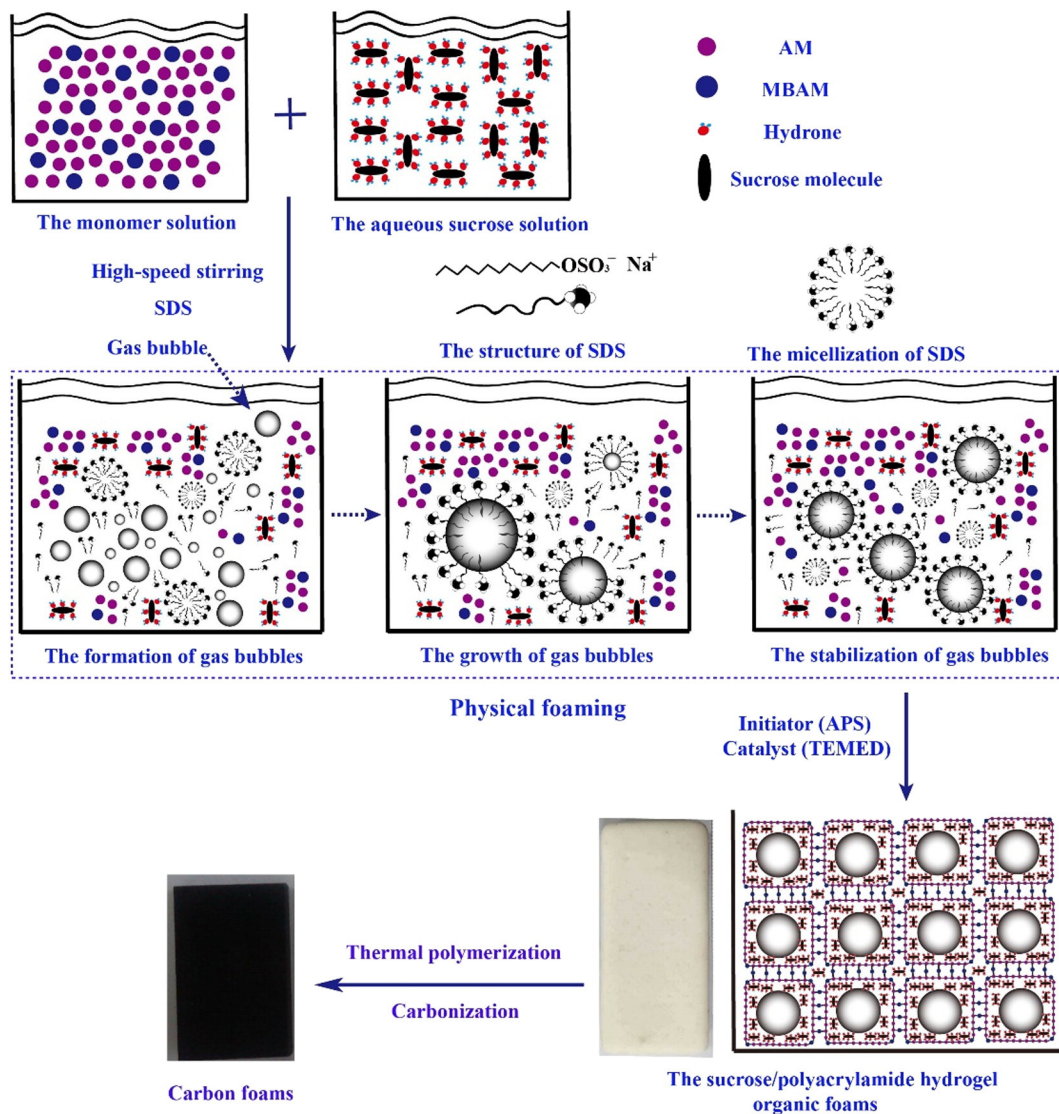 AM
MBAM
Hydrone
Sucrose molecule
+
The monomer solution
The aqueous sucrose solution
High-speed stirring
SDS
Gas bubble
OSO₃⁻ Na⁺
The structure of SDS
The micellization of SDS
The formation of gas bubbles
The growth of gas bubbles
The stabilization of gas bubbles
Physical foaming
Initiator (APS)
Catalyst (TEMED)
Thermal polymerization
Carbonization
Carbon foams
The sucrose/polyacrylamide hydrogel
organic foams